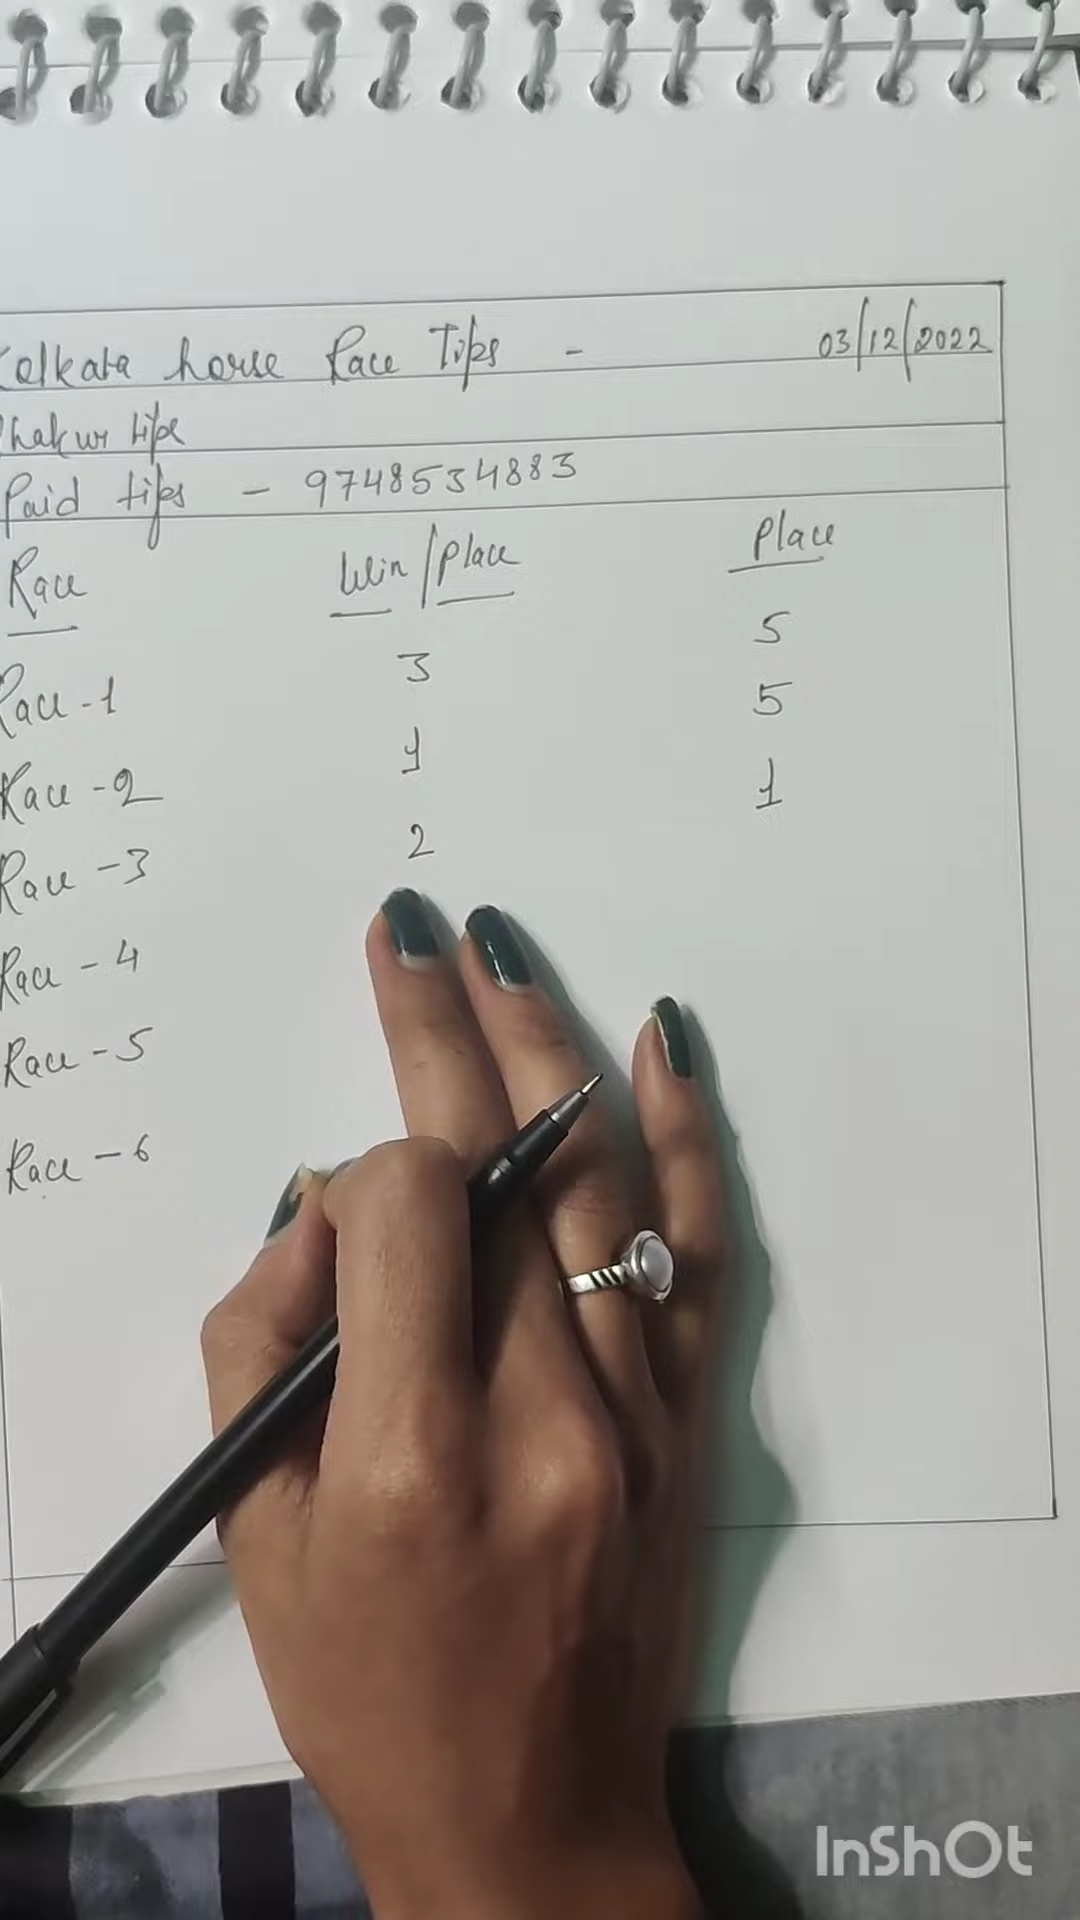 Kolkata horse Race Tips - 03/12/2022
Thakur tips
Paid tips - 9748534883
Race Win/Place Place
Race-1 3 5
Race-2 1 5
Race-3 2 1
Race-4
Race-5
Race-6
InShOt